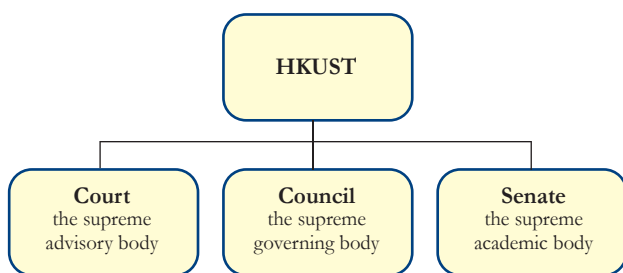 HKUST
Court
the supreme
advisory body
Council
the supreme
governing body
Senate
the supreme
academic body